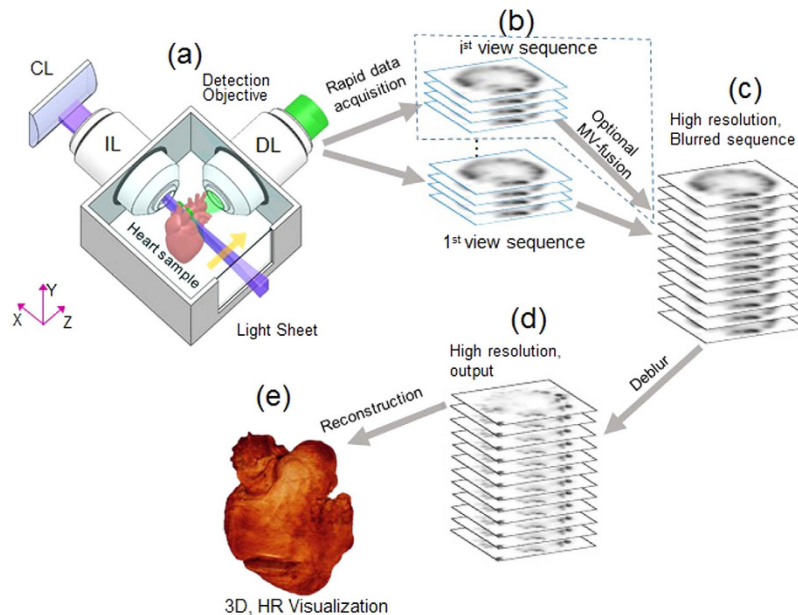 (a)
CL
IL
Detection
Objective
DL
Heart sample
Light Sheet
X
Y
Z
Rapid data
acquisition
(b)
iˢᵗ view sequence
1ˢᵗ view sequence
Optional
MV-fusion
(c)
High resolution,
Blurred sequence
Deblur
(d)
High resolution,
output
Reconstruction
(e)
3D, HR Visualization